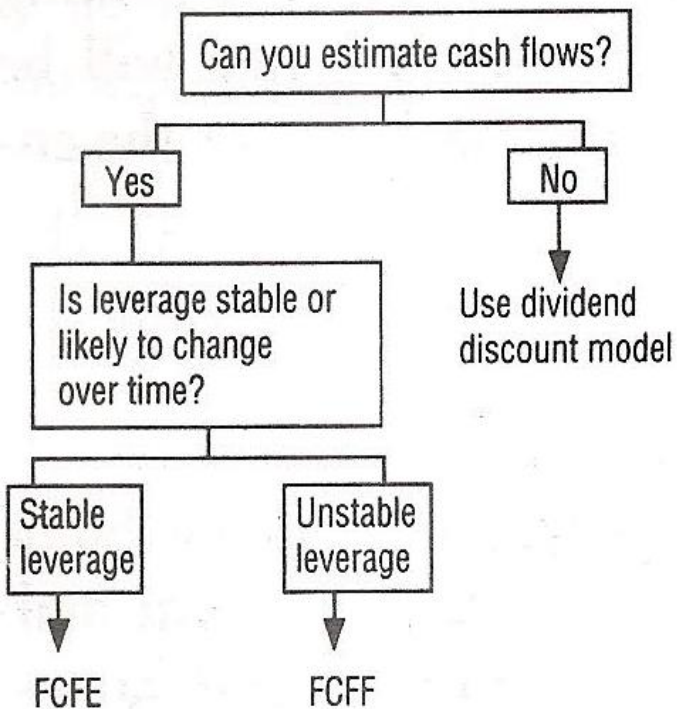 Can you estimate cash flows?
Yes
No
Is leverage stable or
likely to change
over time?
Use dividend
discount model
Stable
leverage
Unstable
leverage
FCFE
FCFF